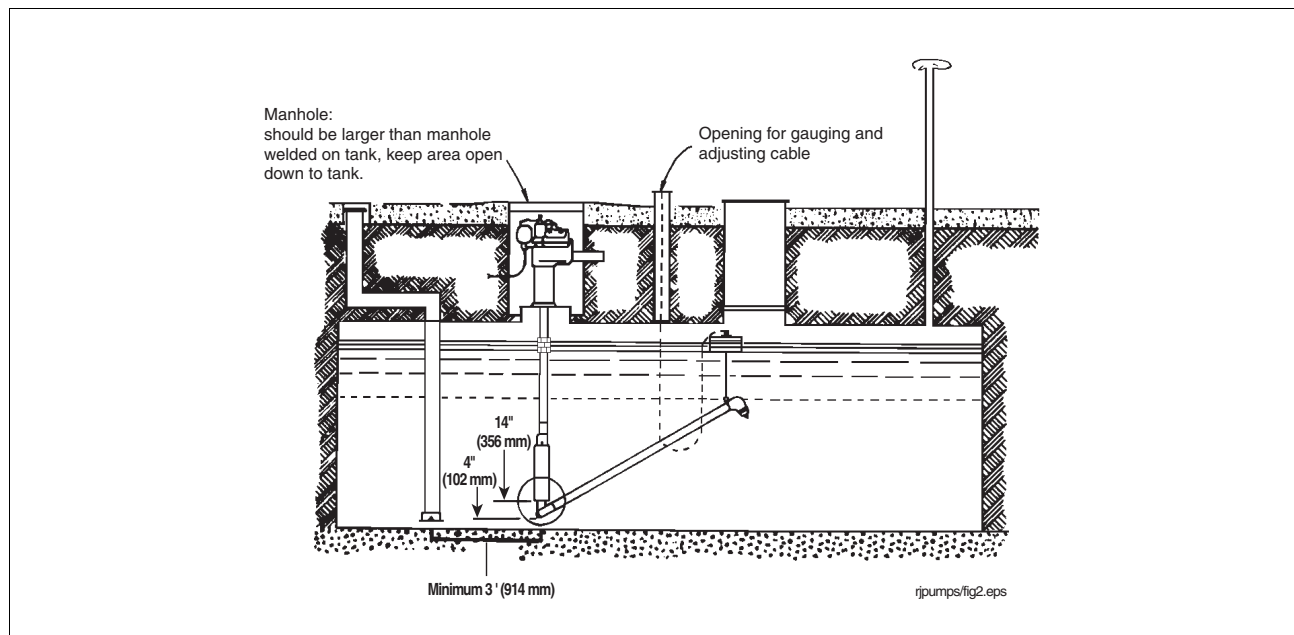 Manhole:
should be larger than manhole
welded on tank, keep area open
down to tank.
Opening for gauging and
adjusting cable
14"
(356 mm)
4"
(102 mm)
Minimum 3 ' (914 mm)
rjpumps/fig2.eps